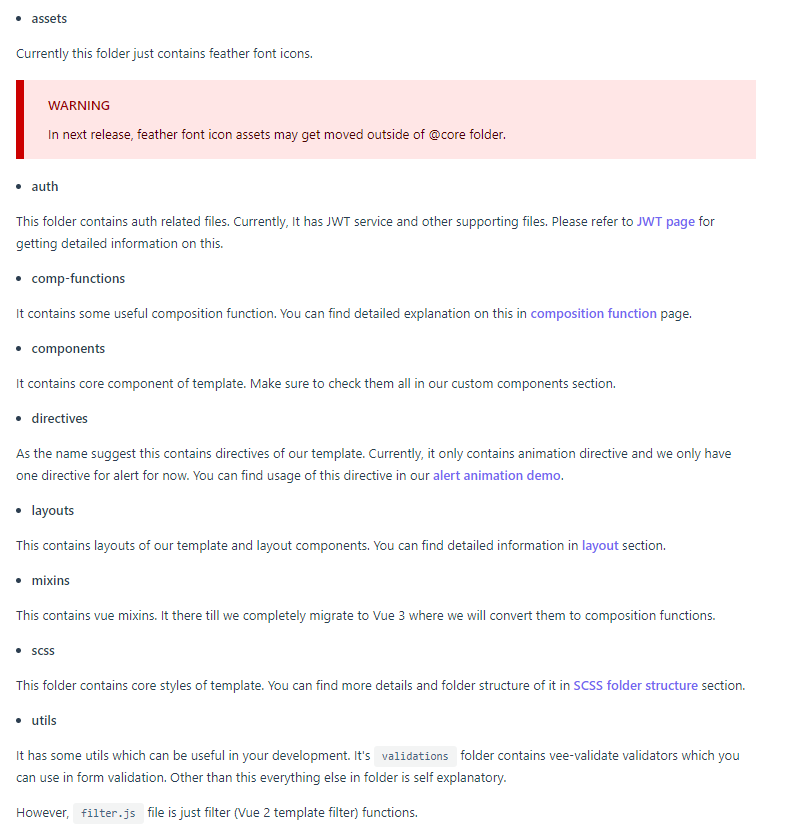 • assets
Currently this folder just contains feather font icons.
WARNING
In next release, feather font icon assets may get moved outside of @core folder.
• auth
This folder contains auth related files. Currently, It has JWT service and other supporting files. Please refer to JWT page for
getting detailed information on this.
• comp-functions
It contains some useful composition function. You can find detailed explanation on this in composition function page.
• components
It contains core component of template. Make sure to check them all in our custom components section.
• directives
As the name suggest this contains directives of our template. Currently, it only contains animation directive and we only have
one directive for alert for now. You can find usage of this directive in our alert animation demo.
• layouts
This contains layouts of our template and layout components. You can find detailed information in layout section.
• mixins
This contains vue mixins. It there till we completely migrate to Vue 3 where we will convert them to composition functions.
• scss
This folder contains core styles of template. You can find more details and folder structure of it in SCSS folder structure section.
• utils
It has some utils which can be useful in your development. It's validations folder contains vee-validate validators which you
can use in form validation. Other than this everything else in folder is self explanatory.
However, filter.js file is just filter (Vue 2 template filter) functions.